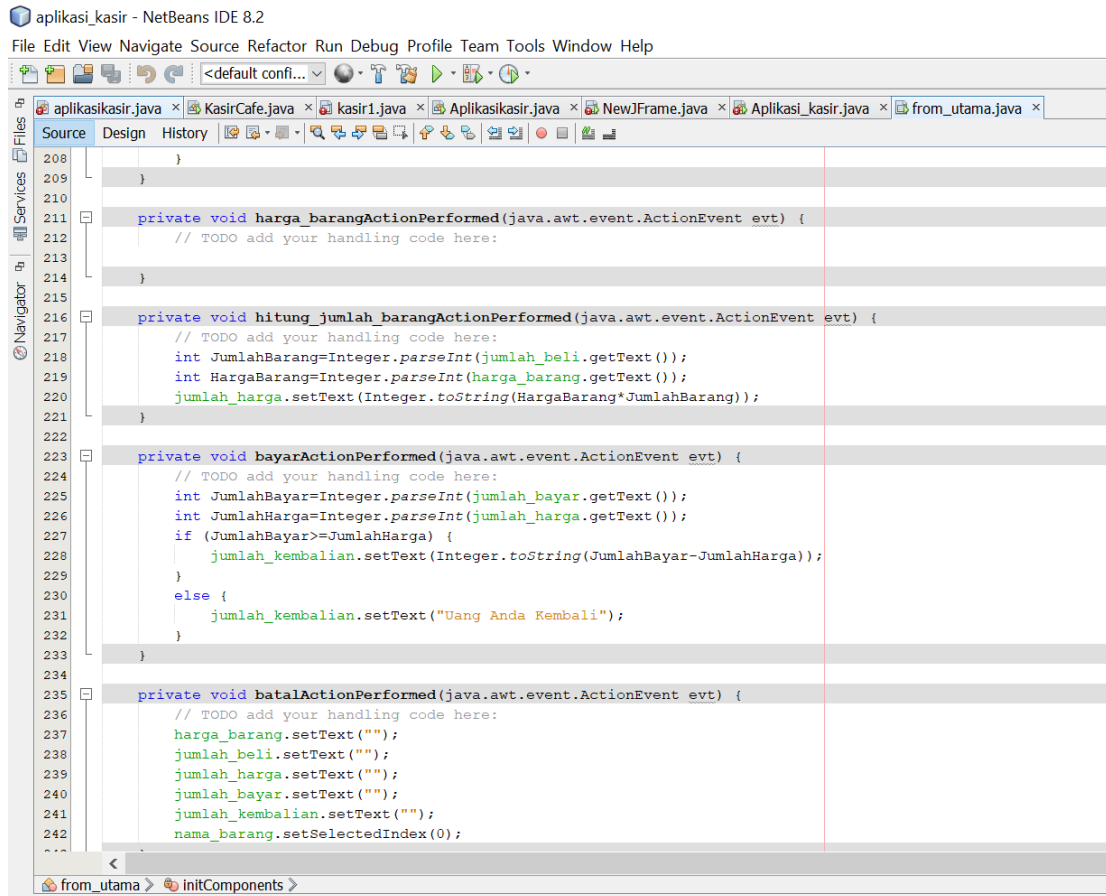 aplikasi_kasir - NetBeans IDE 8.2
File Edit View Navigate Source Refactor Run Debug Profile Team Tools Window Help
<default confi...
aplikasikasir.java × KasirCafe.java × kasir1.java × Aplikasikasir.java × NewJFrame.java × Aplikasi_kasir.java × from_utama.java ×
Source Design History
Files
Services
Navigator
208 }
209 }
210
211 private void harga_barangActionPerformed(java.awt.event.ActionEvent evt) {
212 // TODO add your handling code here:
213
214 }
215
216 private void hitung_jumlah_barangActionPerformed(java.awt.event.ActionEvent evt) {
217 // TODO add your handling code here:
218 int JumlahBarang=Integer.parseInt(jumlah_beli.getText());
219 int HargaBarang=Integer.parseInt(harga_barang.getText());
220 jumlah_harga.setText(Integer.toString(HargaBarang*JumlahBarang));
221 }
222
223 private void bayarActionPerformed(java.awt.event.ActionEvent evt) {
224 // TODO add your handling code here:
225 int JumlahBayar=Integer.parseInt(jumlah_bayar.getText());
226 int JumlahHarga=Integer.parseInt(jumlah_harga.getText());
227 if (JumlahBayar>=JumlahHarga) {
228 jumlah_kembalian.setText(Integer.toString(JumlahBayar-JumlahHarga));
229 }
230 else {
231 jumlah_kembalian.setText("Uang Anda Kembali");
232 }
233 }
234
235 private void batalActionPerformed(java.awt.event.ActionEvent evt) {
236 // TODO add your handling code here:
237 harga_barang.setText("");
238 jumlah_beli.setText("");
239 jumlah_harga.setText("");
240 jumlah_bayar.setText("");
241 jumlah_kembalian.setText("");
242 nama_barang.setSelectedIndex(0);
from_utama initComponents